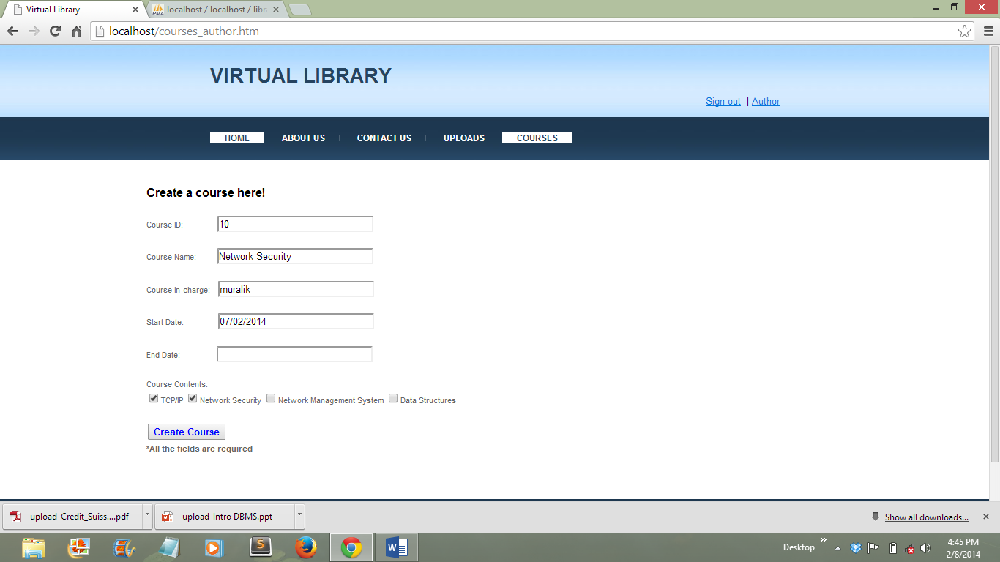 Virtual Library
localhost / localhost / libr
localhost/courses_author.htm
VIRTUAL LIBRARY
Sign out | Author
HOME ABOUT US CONTACT US UPLOADS COURSES
Create a course here!
Course ID: 10
Course Name: Network Security
Course In-charge: muralik
Start Date: 07/02/2014
End Date:
Course Contents:
TCP/IP Network Security Network Management System Data Structures
Create Course
*All the fields are required
upload-Credit_Suiss....pdf upload-Intro DBMS.ppt Show all downloads...
Desktop 4:45 PM
2/8/2014